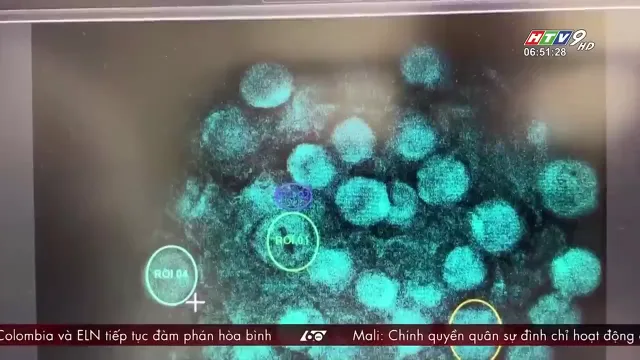 HTV9 HD
06:51:28
ROI 01
ROI 04
Colombia và ELN tiếp tục đàm phán hòa bình
Mali: Chính quyền quân sự đình chỉ hoạt động